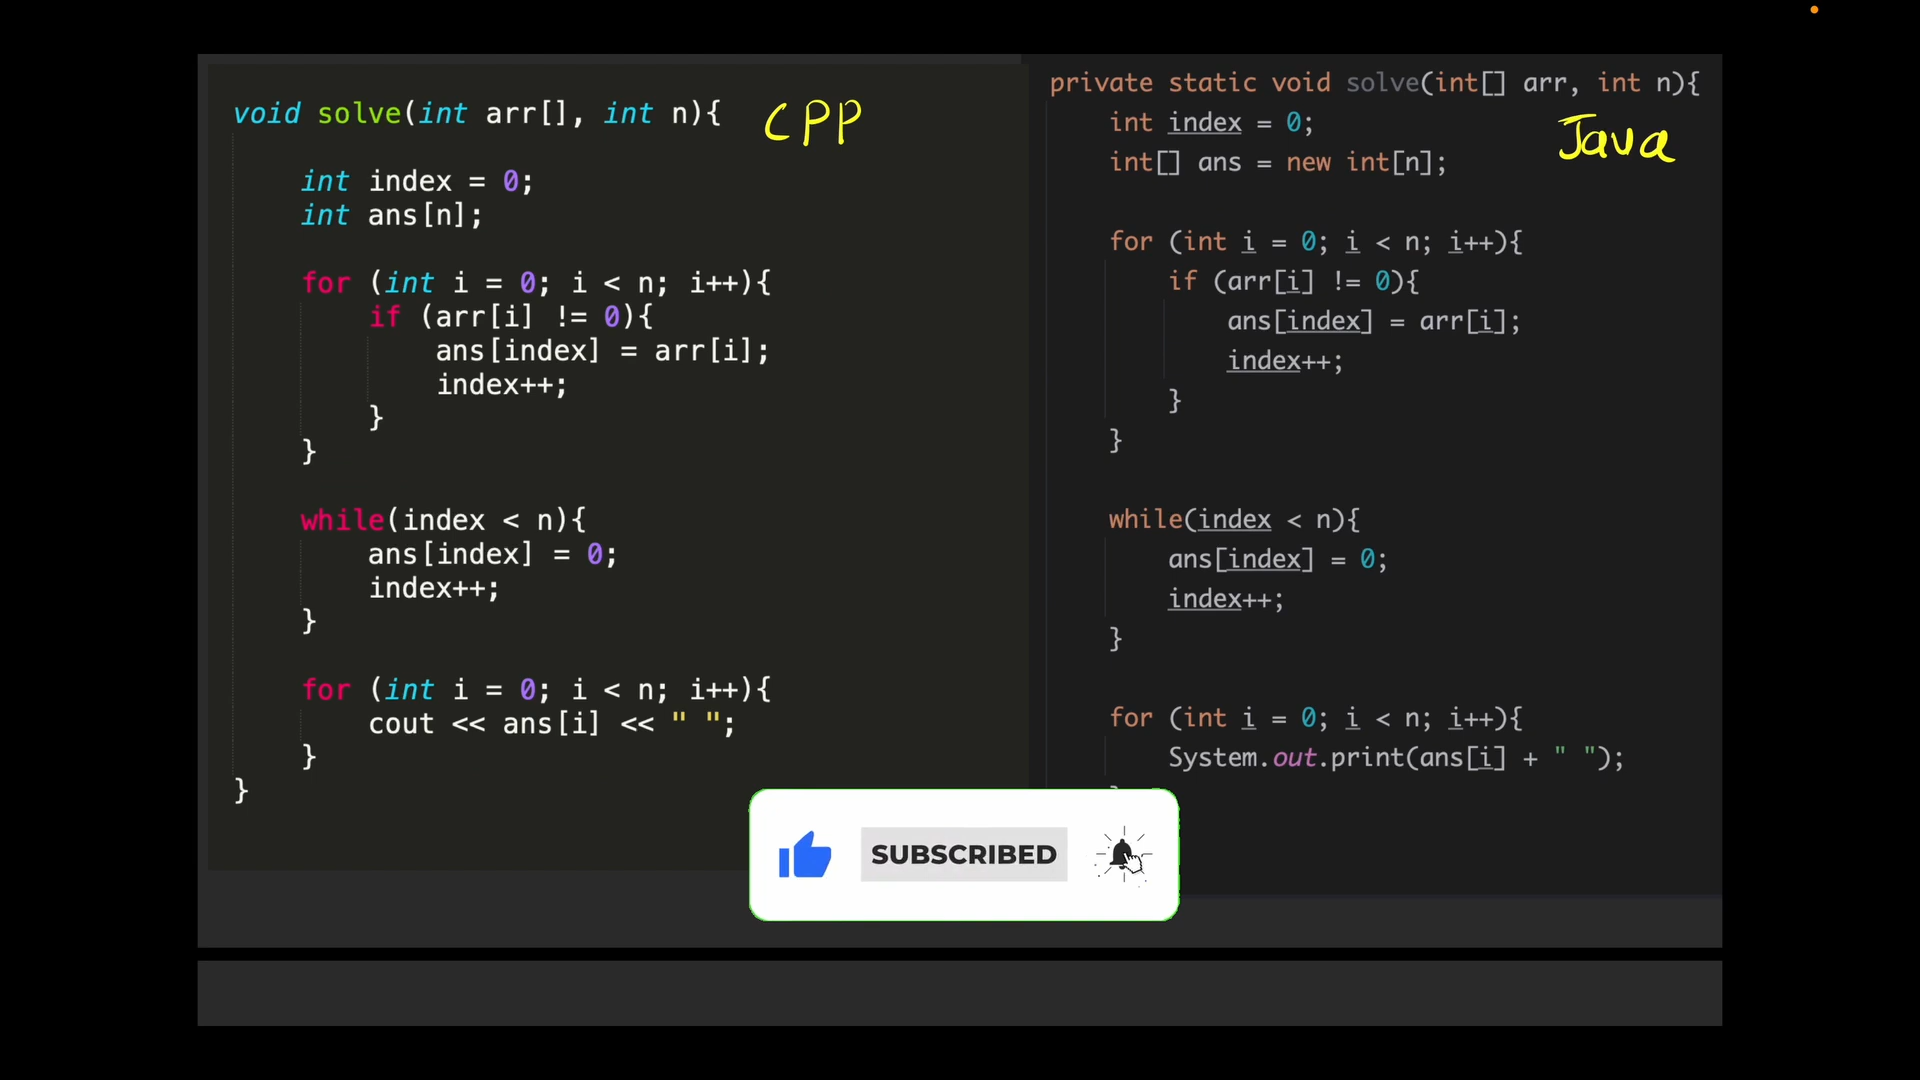 void solve(int arr[], int n){
CPP
int index = 0;
int ans[n];
for (int i = 0; i < n; i++){
if (arr[i] != 0){
ans[index] = arr[i];
index++;
}
}
while(index < n){
ans[index] = 0;
index++;
}
for (int i = 0; i < n; i++){
cout << ans[i] << " ";
}
}
private static void solve(int[] arr, int n){
int index = 0;
Java
int[] ans = new int[n];
for (int i = 0; i < n; i++){
if (arr[i] != 0){
ans[index] = arr[i];
index++;
}
}
while(index < n){
ans[index] = 0;
index++;
}
for (int i = 0; i < n; i++){
System.out.print(ans[i] + " ");
SUBSCRIBED